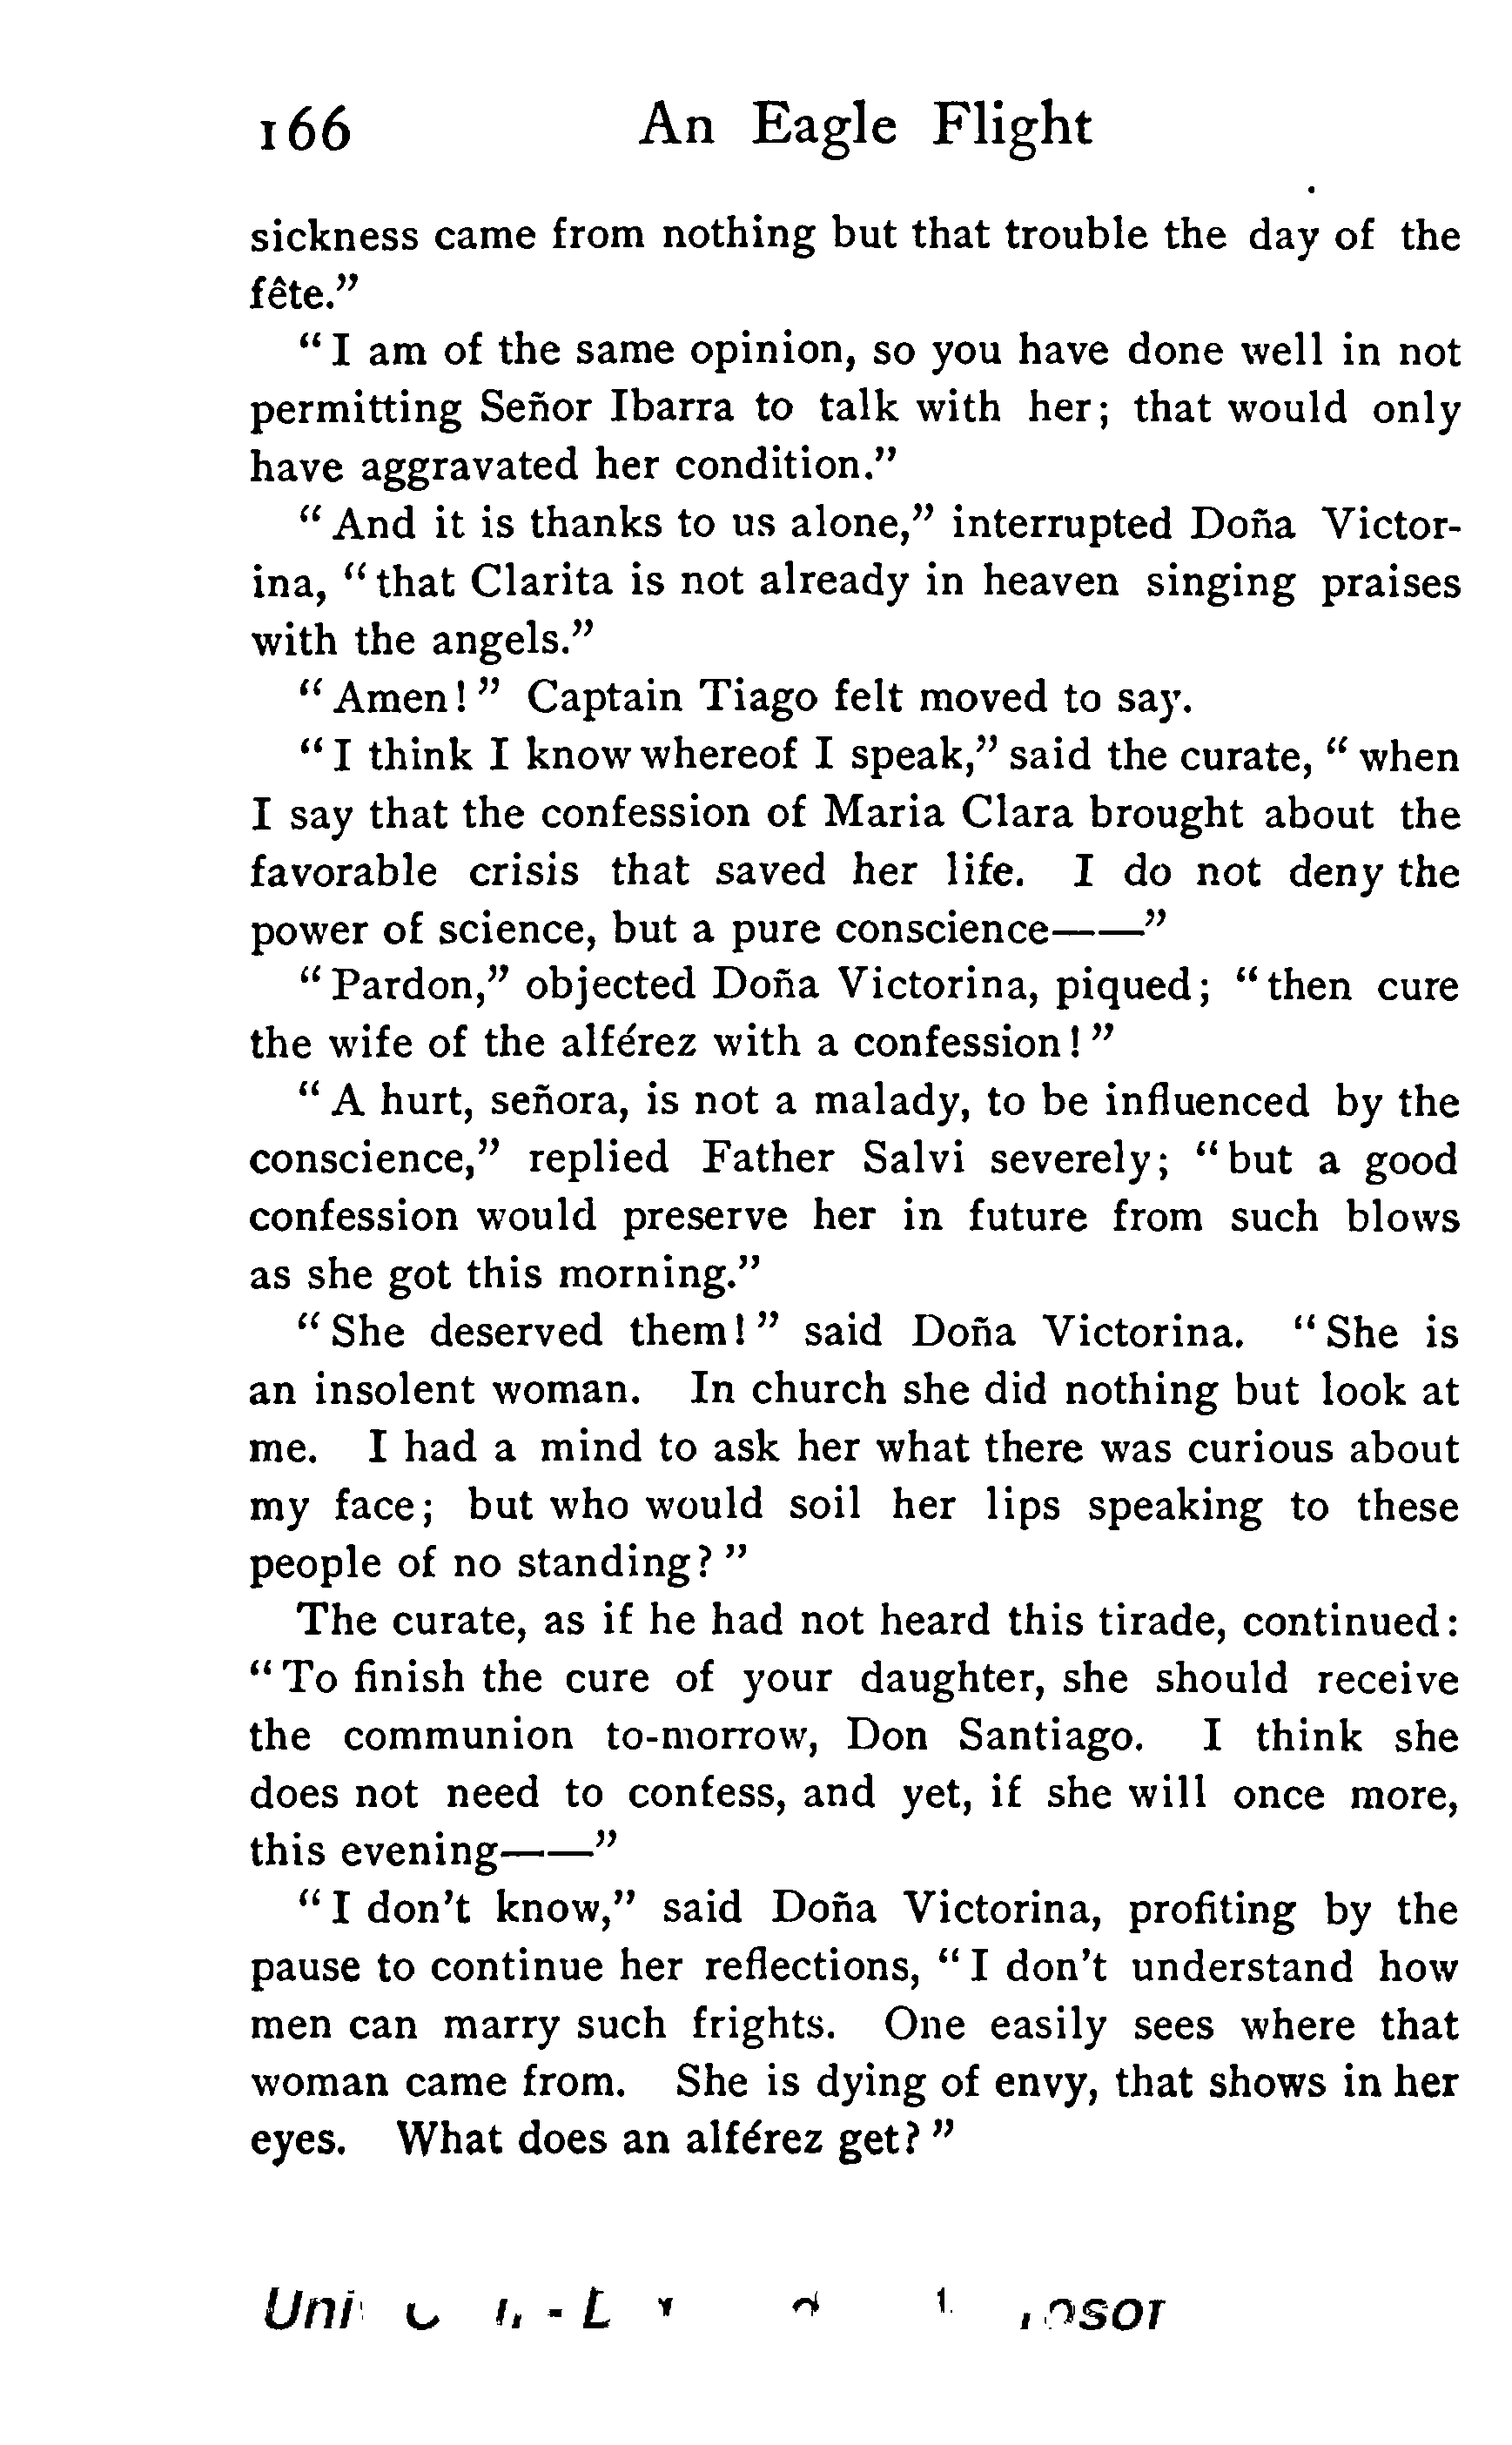 166 An Eagle Flight
sickness came from nothing but that trouble the day of the
fête.”
“ I am of the same opinion, so you have done well in not
permitting Señor Ibarra to talk with her; that would only
have aggravated her condition.”
“ And it is thanks to us alone,” interrupted Doña Victor-
ina, “ that Clarita is not already in heaven singing praises
with the angels.”
“ Amen! ” Captain Tiago felt moved to say.
“ I think I know whereof I speak,” said the curate, “ when
I say that the confession of Maria Clara brought about the
favorable crisis that saved her life. I do not deny the
power of science, but a pure conscience——”
“ Pardon,” objected Doña Victorina, piqued; “ then cure
the wife of the alférez with a confession! ”
“ A hurt, señora, is not a malady, to be influenced by the
conscience,” replied Father Salvi severely; “ but a good
confession would preserve her in future from such blows
as she got this morning.”
“ She deserved them! ” said Doña Victorina. “ She is
an insolent woman. In church she did nothing but look at
me. I had a mind to ask her what there was curious about
my face; but who would soil her lips speaking to these
people of no standing? ”
The curate, as if he had not heard this tirade, continued:
“ To finish the cure of your daughter, she should receive
the communion to-morrow, Don Santiago. I think she
does not need to confess, and yet, if she will once more,
this evening——”
“ I don't know,” said Doña Victorina, profiting by the
pause to continue her reflections, “ I don't understand how
men can marry such frights. One easily sees where that
woman came from. She is dying of envy, that shows in her
eyes. What does an alférez get? ”